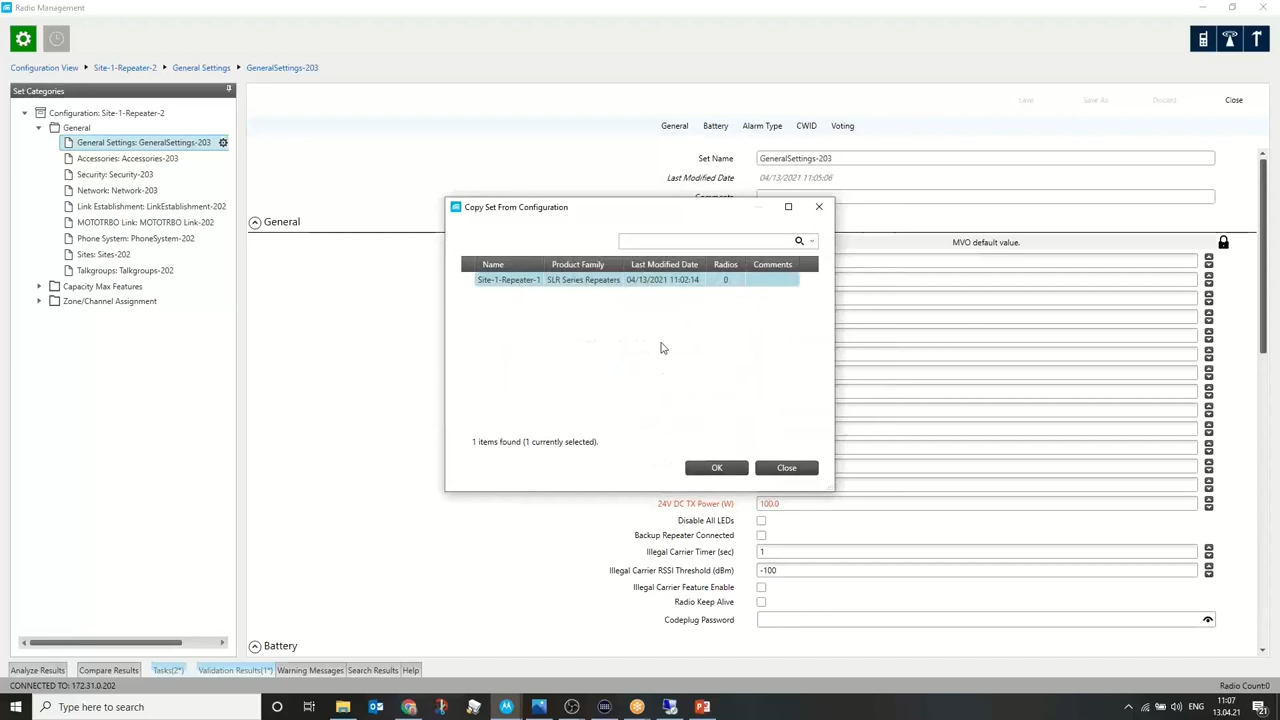 Radio Management
Configuration View Site-1-Repeater-2 General Settings GeneralSettings-203
Set Categories
Configuration: Site-1-Repeater-2
General
General Settings: GeneralSettings-203
Accessories: Accessories-203
Security: Security-203
Network: Network-203
Link Establishment: LinkEstablishment-202
MOTOTRBO Link: MOTOTRBO Link-202
Phone System: PhoneSystem-202
Sites: Sites-202
Talkgroups: Talkgroups-202
Capacity Max Features
Zone/Channel Assignment
Save Save As Discard Close
General Battery Alarm Type CWID Voting
Set Name GeneralSettings-203
Last Modified Date 04/13/2021 11:05:06
General
MVO default value.
Copy Set From Configuration
Name Product Family Last Modified Date Radios Comments
Site-1-Repeater-1 SLR Series Repeaters 04/13/2021 11:02:14 0
1 items found (1 currently selected).
OK Close
24V DC TX Power (W) 100.0
Disable All LEDs
Backup Repeater Connected
Illegal Carrier Timer (sec) 1
Illegal Carrier RSSI Threshold (dBm) -100
Illegal Carrier Feature Enable
Radio Keep Alive
Codeplug Password
Battery
Analyze Results Compare Results Tasks(2*) Validation Results(1*) Warning Messages Search Results Help
CONNECTED TO: 172.31.0.202 Radio Count:0
Type here to search
ENG
11:07
13.04.21